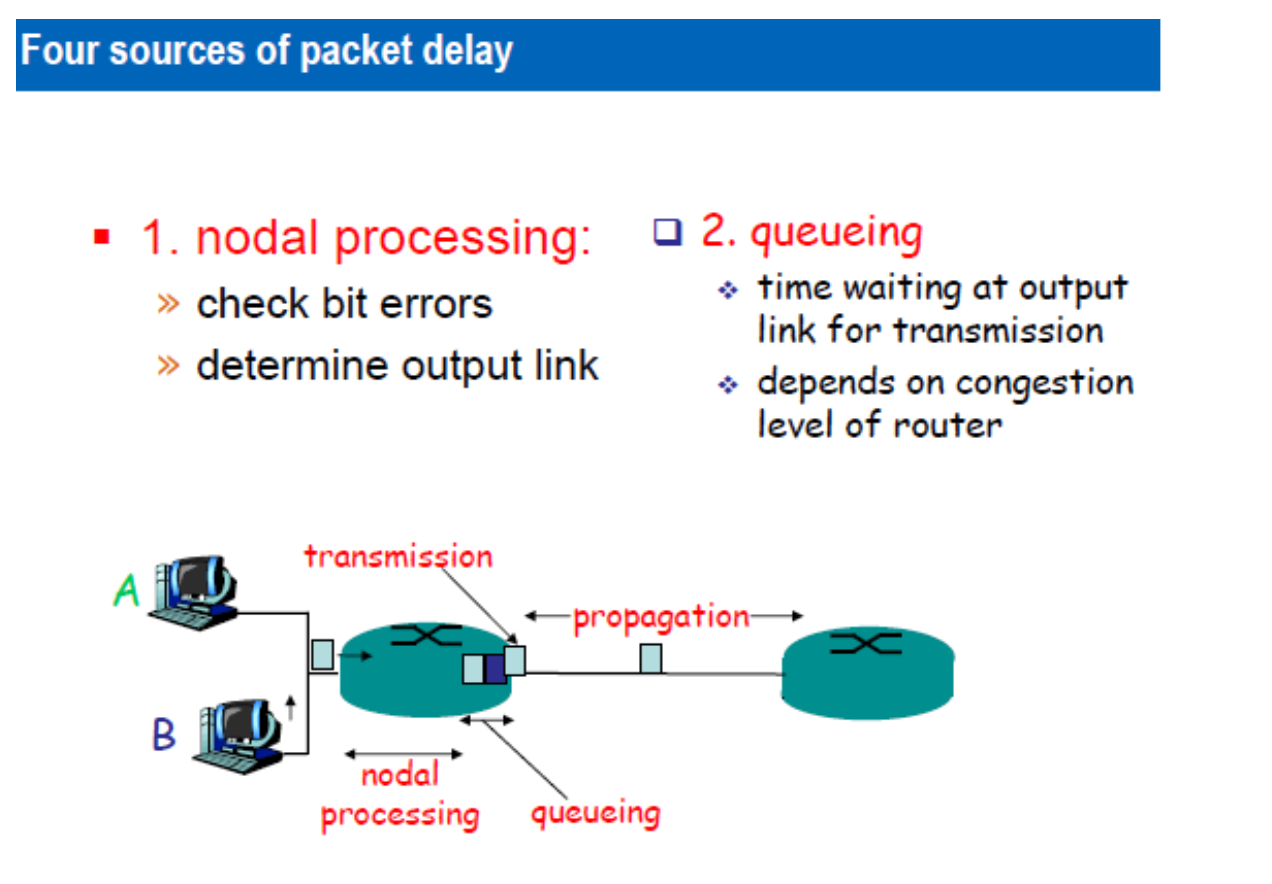 Four sources of packet delay
1. nodal processing:
» check bit errors
» determine output link
2. queueing
time waiting at output
link for transmission
depends on congestion
level of router
transmission
A
propagation
B
nodal
processing
queueing